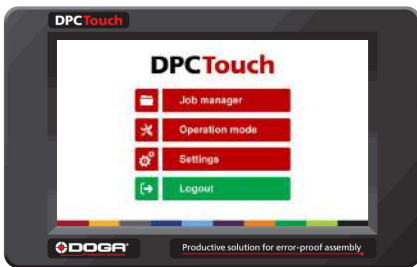 DPCTouch
DPCTouch
Job manager
Operation mode
Settings
Logout
DOGA
Productive solution for error-proof assembly